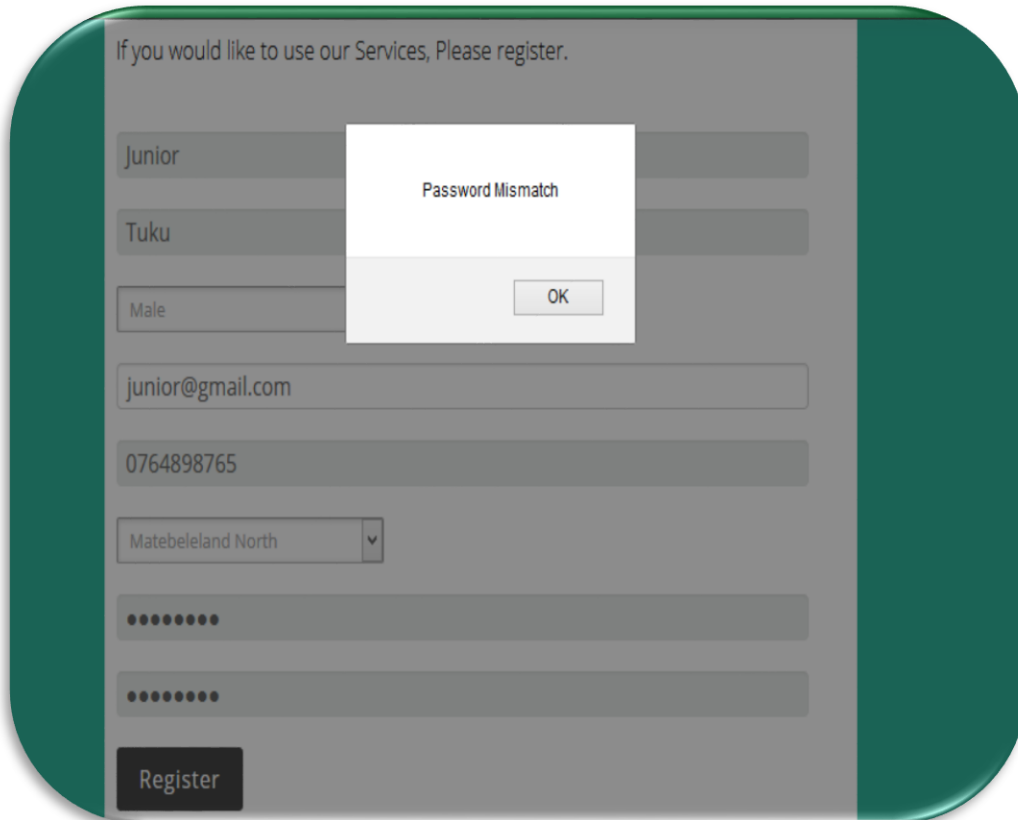 If you would like to use our Services, Please register.
Junior
Password Mismatch
Tuku
OK
Male
junior@gmail.com
0764898765
Matebeleland North
••••••••
••••••••
Register